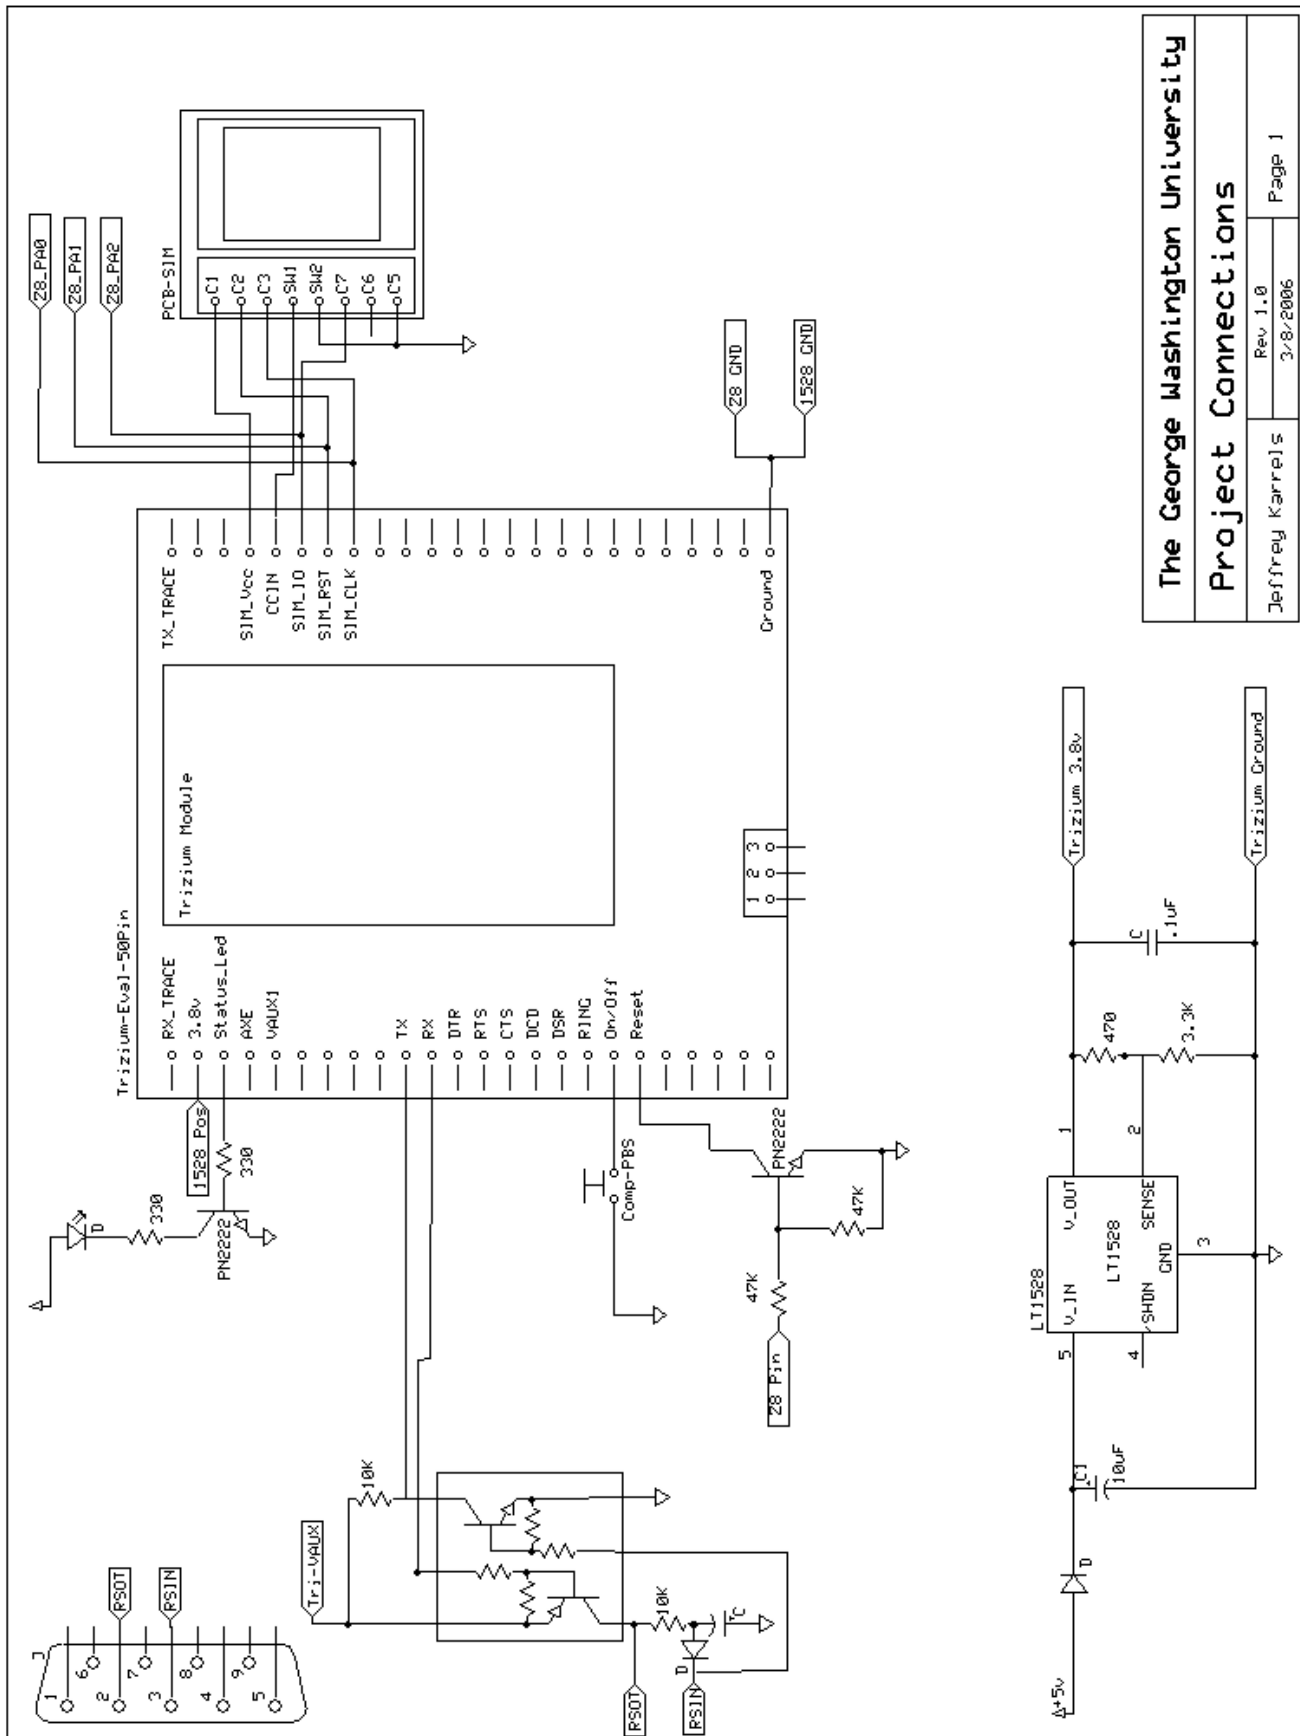 J
1
6
2
7
3
8
4
9
5
RSOT
RSIN
Tri-VAUX
10K
RSOT
RSIN
D
10K
C
D
330
PN2222
330
1528 Pos
Comp-PBS
Z8 Pin
47K
47K
PN2222
Trizium-Eval-50Pin
RX_TRACE
3.8v
Status_Led
AXE
VAUX1
TX
RX
DTR
RTS
CTS
DCD
DSR
RING
On/Off
Reset
Trizium Module
1
2
3
TX_TRACE
SIM_Vcc
CCIN
SIM_IO
SIM_RST
SIM_CLK
Ground
Z8_PA0
Z8_PA1
Z8_PA2
PCB-SIM
C1
C2
C3
SW1
SW2
C7
C6
C5
Z8 GND
1528 GND
+5v
D
C1
10uF
LT1528
5
V_IN
V_OUT
1
LT1528
4
/SHDN
SENSE
2
GND
3
470
3.3K
C
.1uF
Trizium 3.8v
Trizium Ground
The George Washington University
Project Connections
Jeffrey Karrels
Rev 1.0
3/8/2006
Page 1